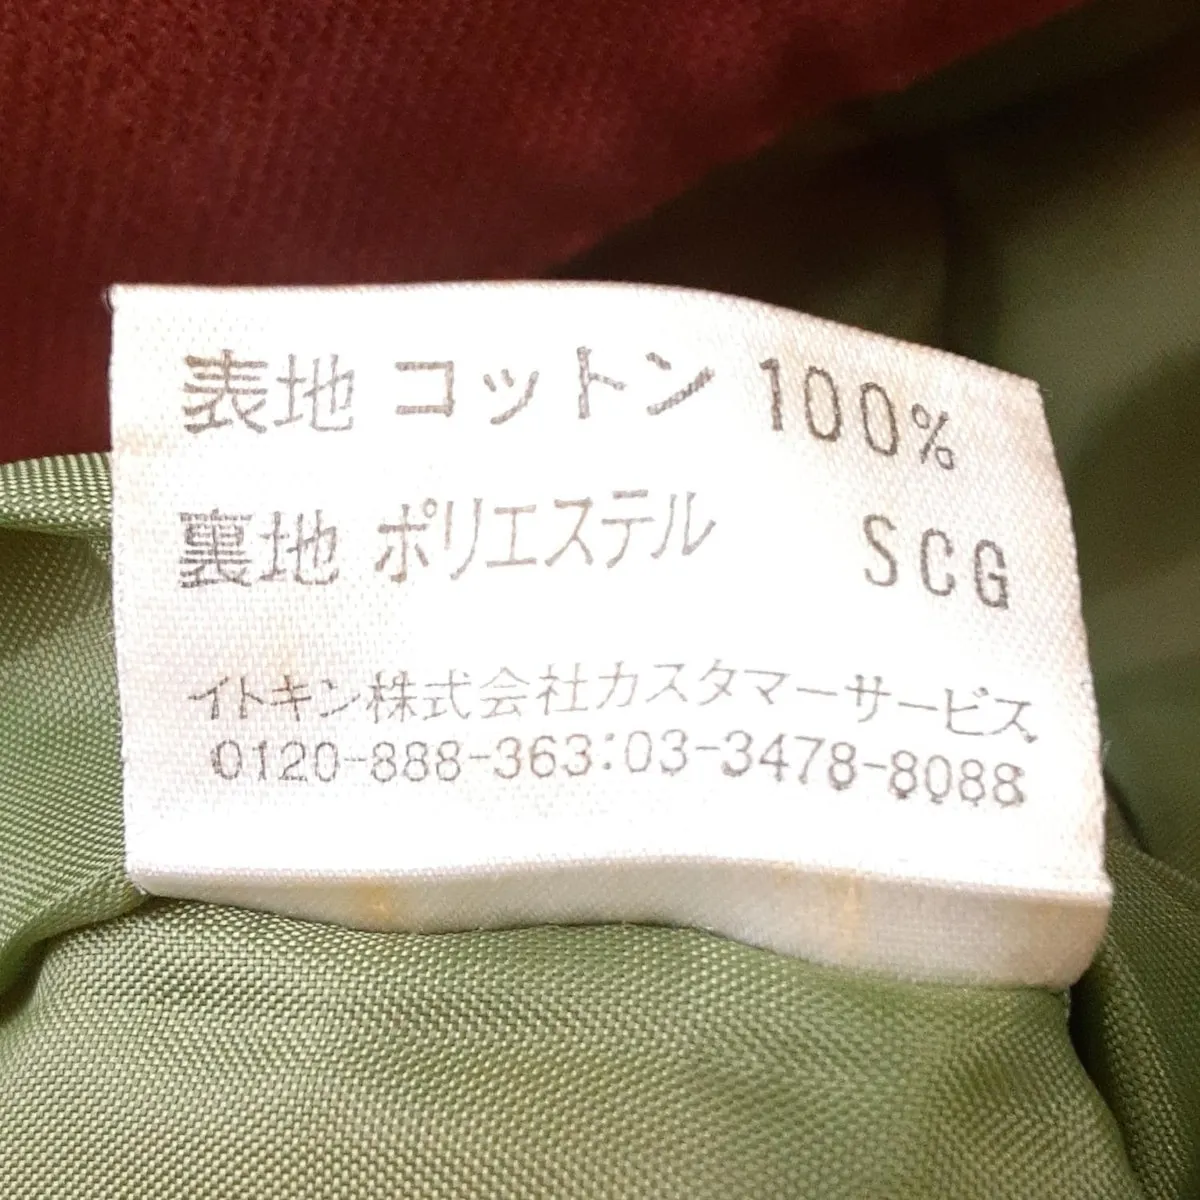 表地 コットン 100%
裏地 ポリエステル SCG
イトキン株式会社カスタマーサービス
0120-888-363:03-3478-8088